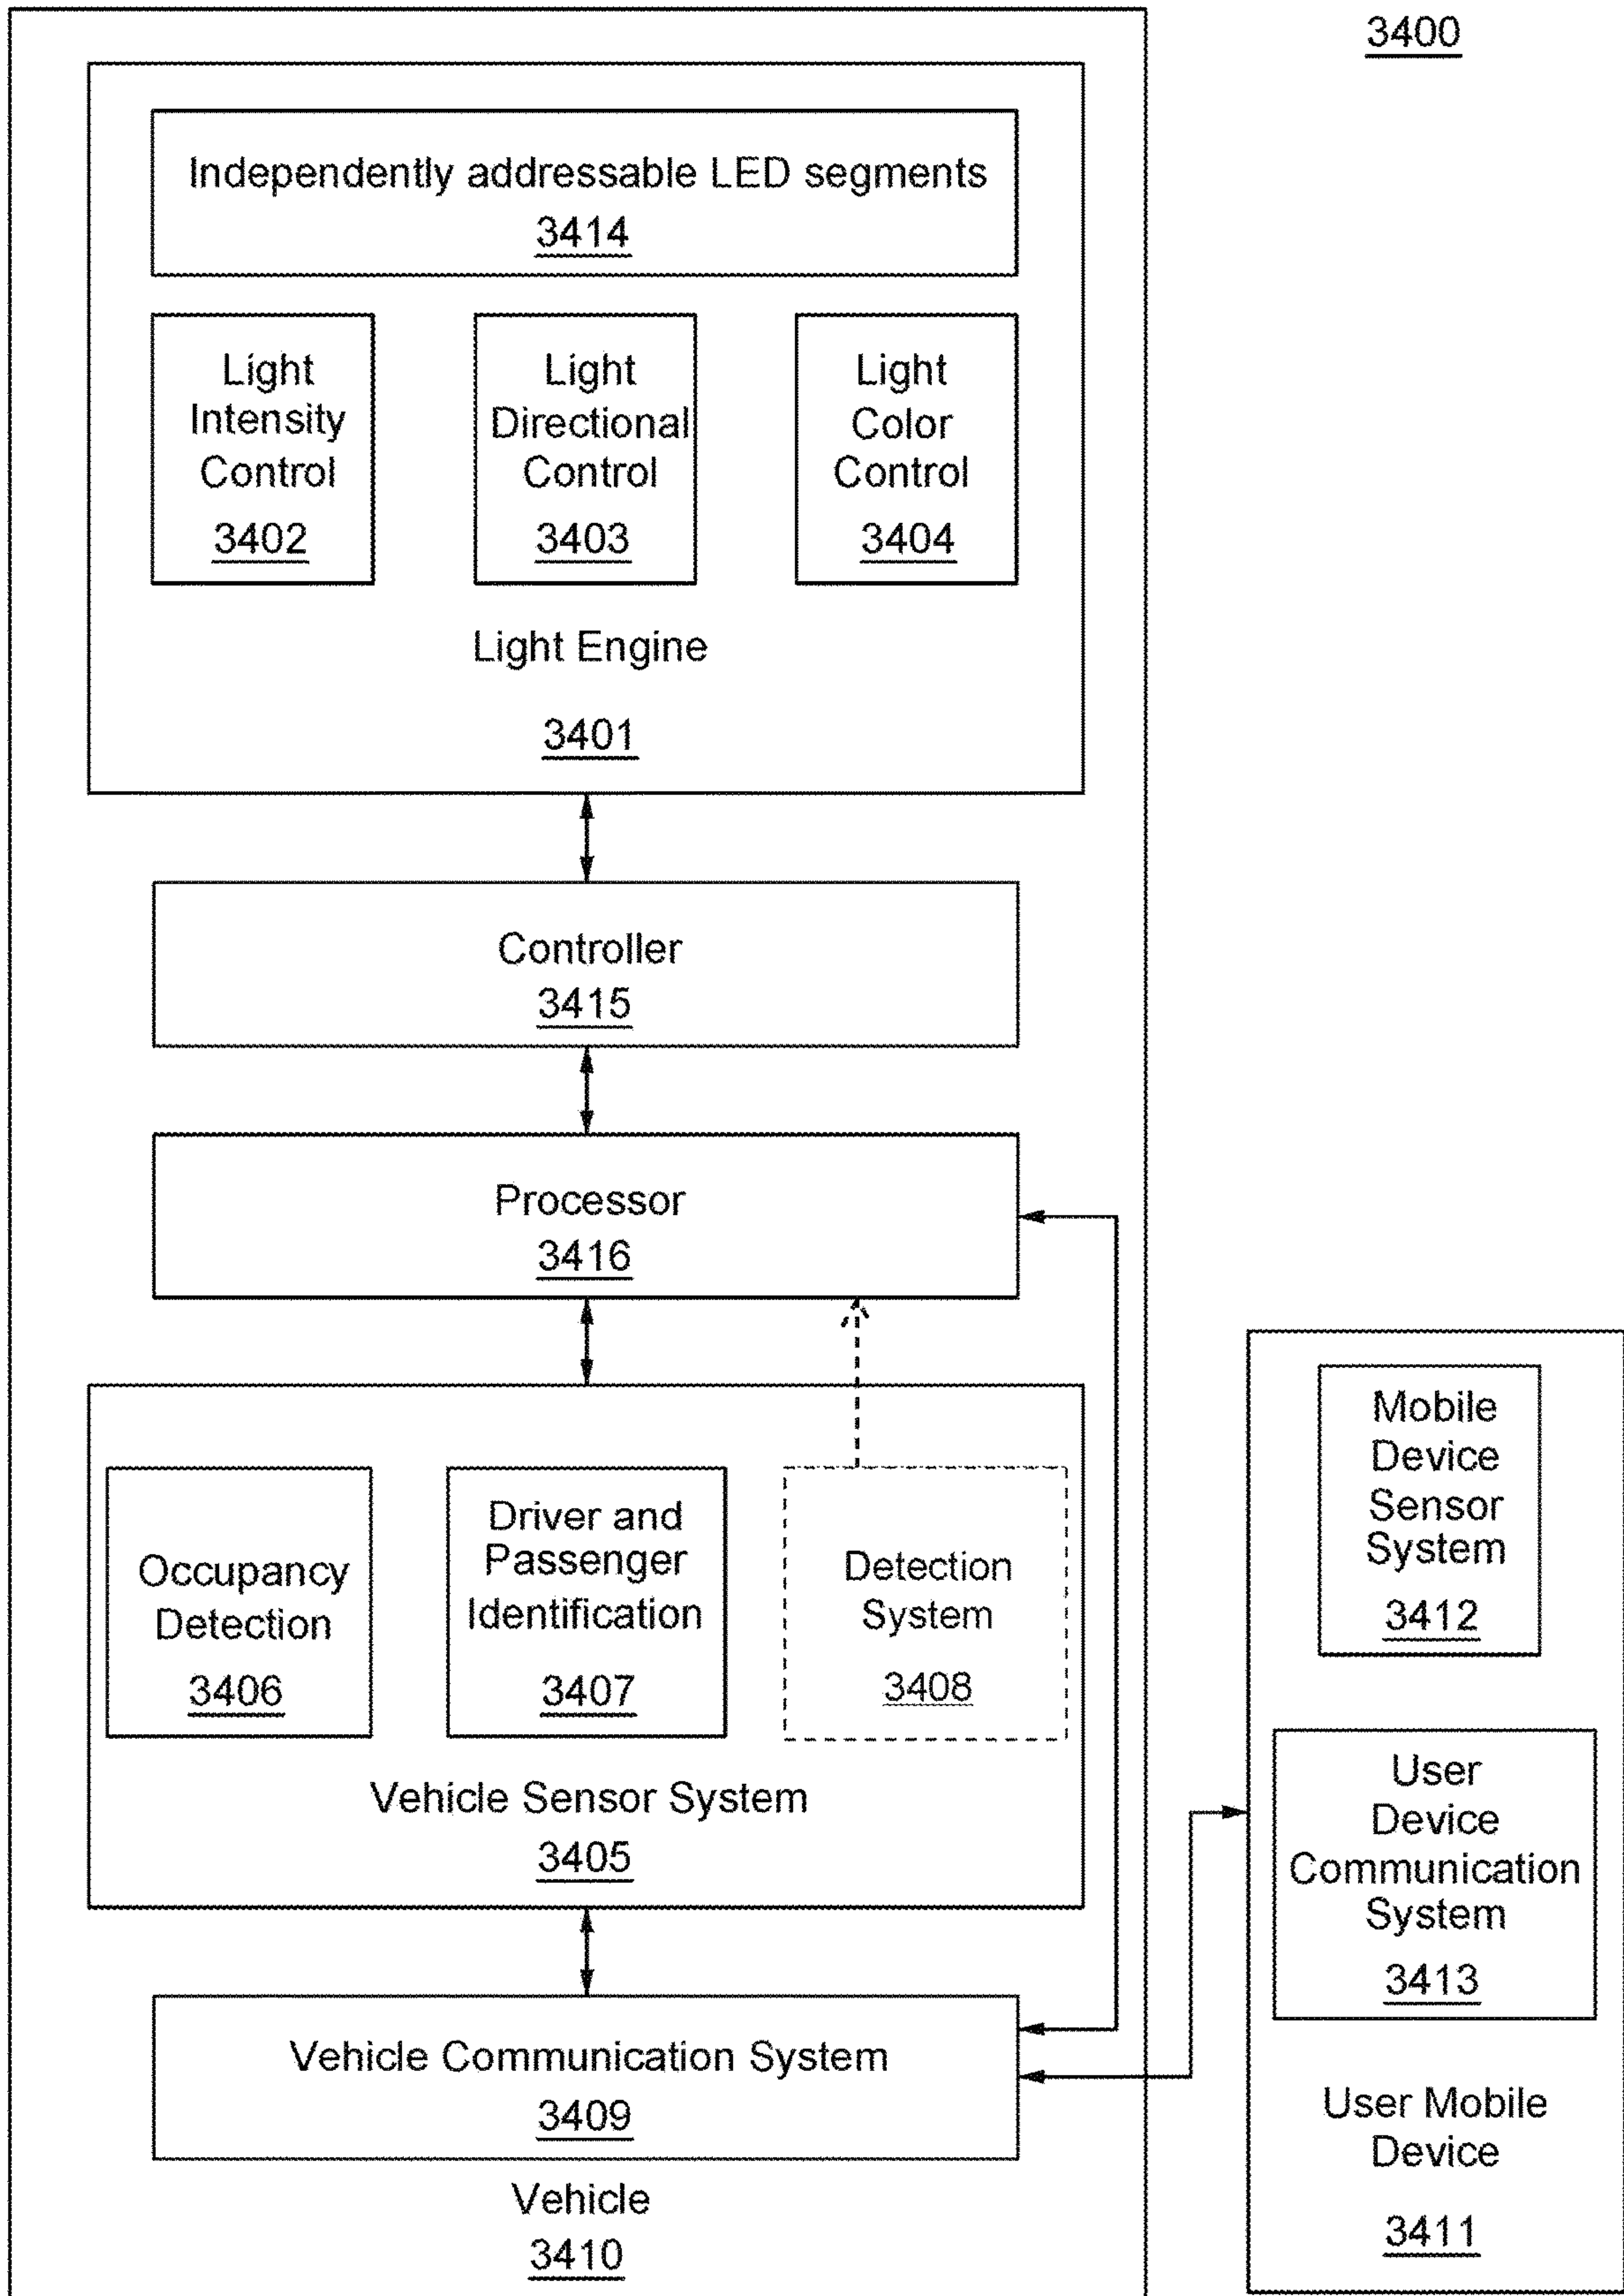 3400
Independently addressable LED segments
3414
Light
Intensity
Control
3402
Light
Directional
Control
3403
Light
Color
Control
3404
Light Engine
3401
Controller
3415
Processor
3416
Occupancy
Detection
3406
Driver and
Passenger
Identification
3407
Detection
System
3408
Vehicle Sensor System
3405
Vehicle Communication System
3409
Vehicle
3410
Mobile
Device
Sensor
System
3412
User
Device
Communication
System
3413
User Mobile
Device
3411